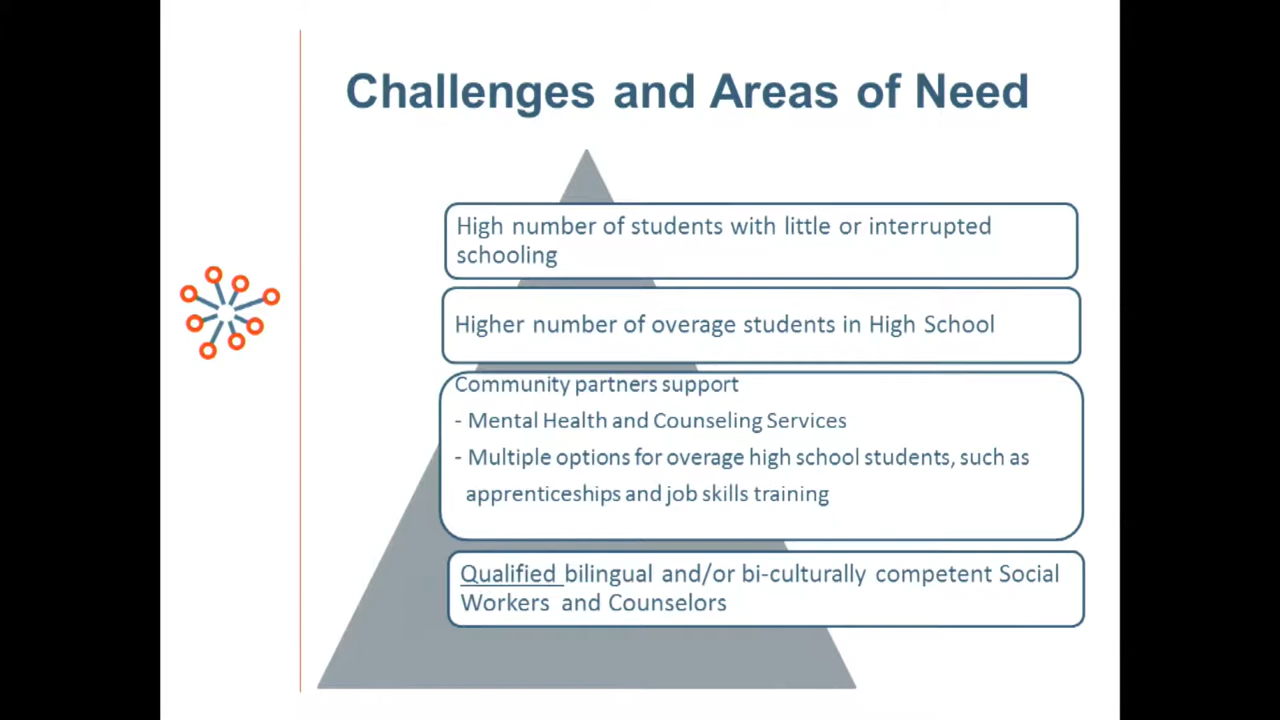 Challenges and Areas of Need
High number of students with little or interrupted
schooling
Higher number of overage students in High School
Community partners support
- Mental Health and Counseling Services
- Multiple options for overage high school students, such as
apprenticeships and job skills training
Qualified bilingual and/or bi-culturally competent Social
Workers and Counselors